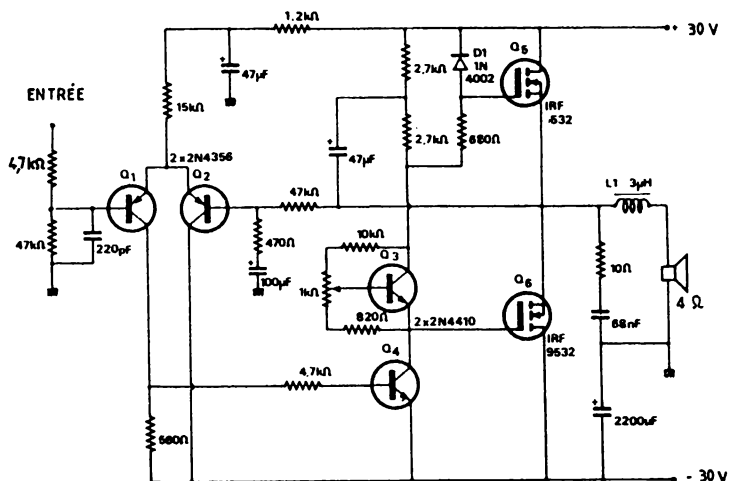 1,2kΩ
+ 30 V
47µF
2,7kΩ
D1
1N
4002
Q5
IRF
.532
ENTRÉE
15kΩ
2,7kΩ
680Ω
4,7kΩ
47µF
2×2N4356
Q1
Q2
47kΩ
L1 3µH
47kΩ
220pF
470Ω
100µF
10kΩ
Q3
1kΩ
820Ω
2×2N4410
Q6
IRF
9532
10Ω
68nF
4 Ω
Q4
4,7kΩ
560Ω
2200µF
- 30 V